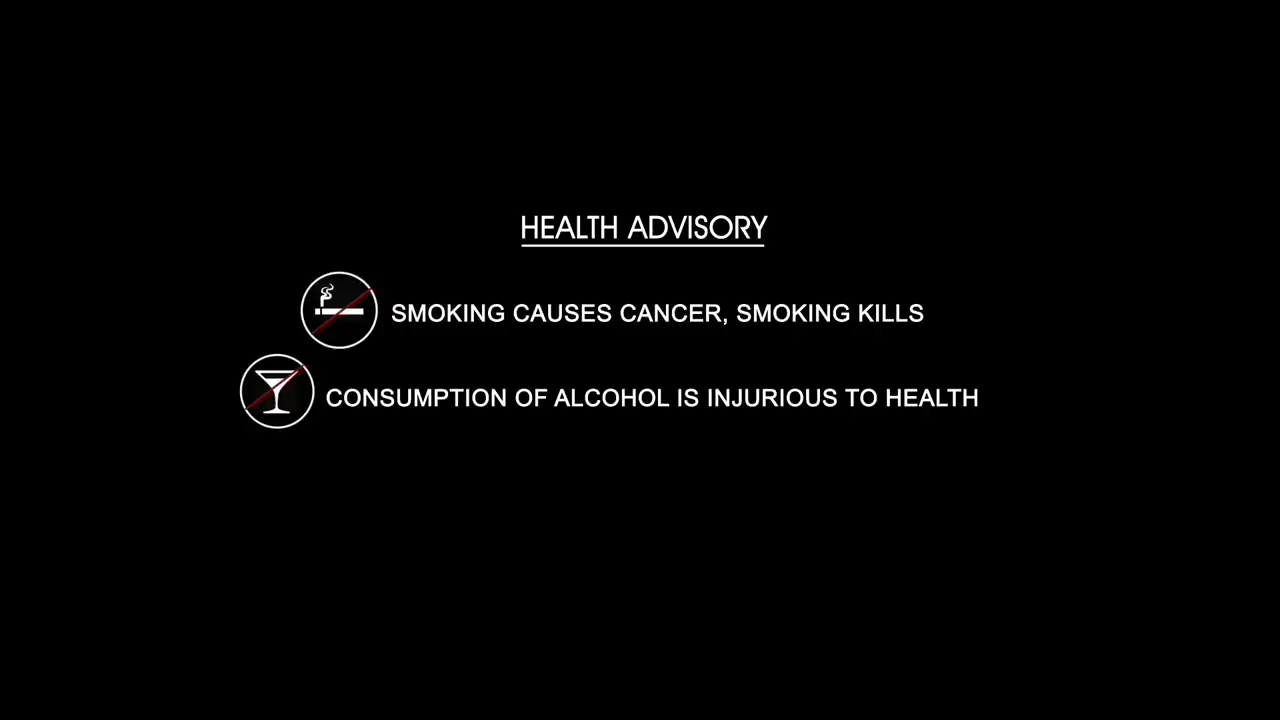 HEALTH ADVISORY
SMOKING CAUSES CANCER, SMOKING KILLS
CONSUMPTION OF ALCOHOL IS INJURIOUS TO HEALTH